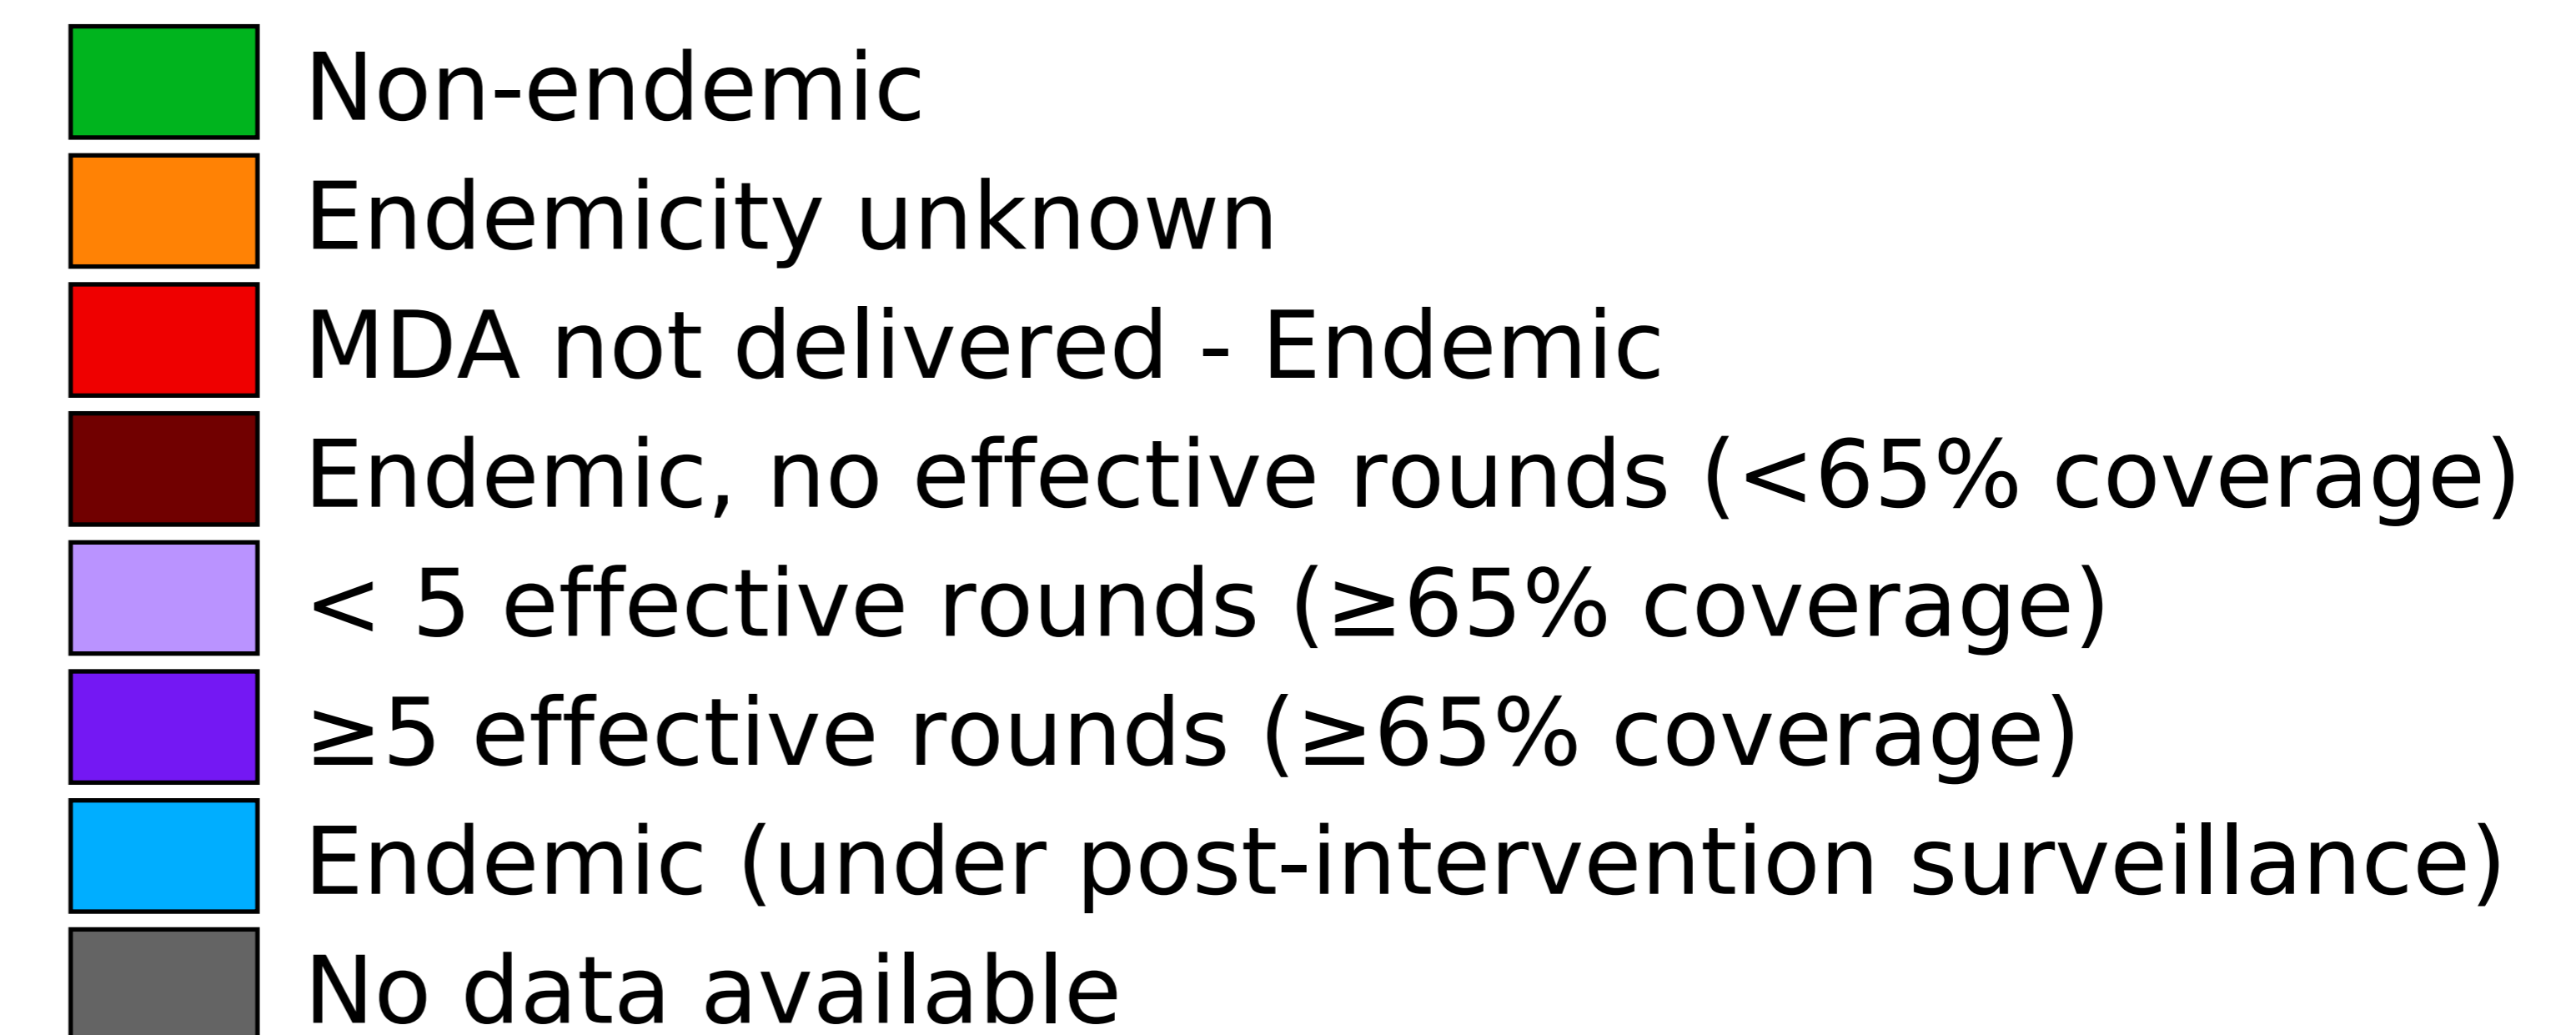 Non-endemic
Endemicity unknown
MDA not delivered - Endemic
Endemic, no effective rounds (<65% coverage)
< 5 effective rounds (≥65% coverage)
≥5 effective rounds (≥65% coverage)
Endemic (under post-intervention surveillance)
No data available